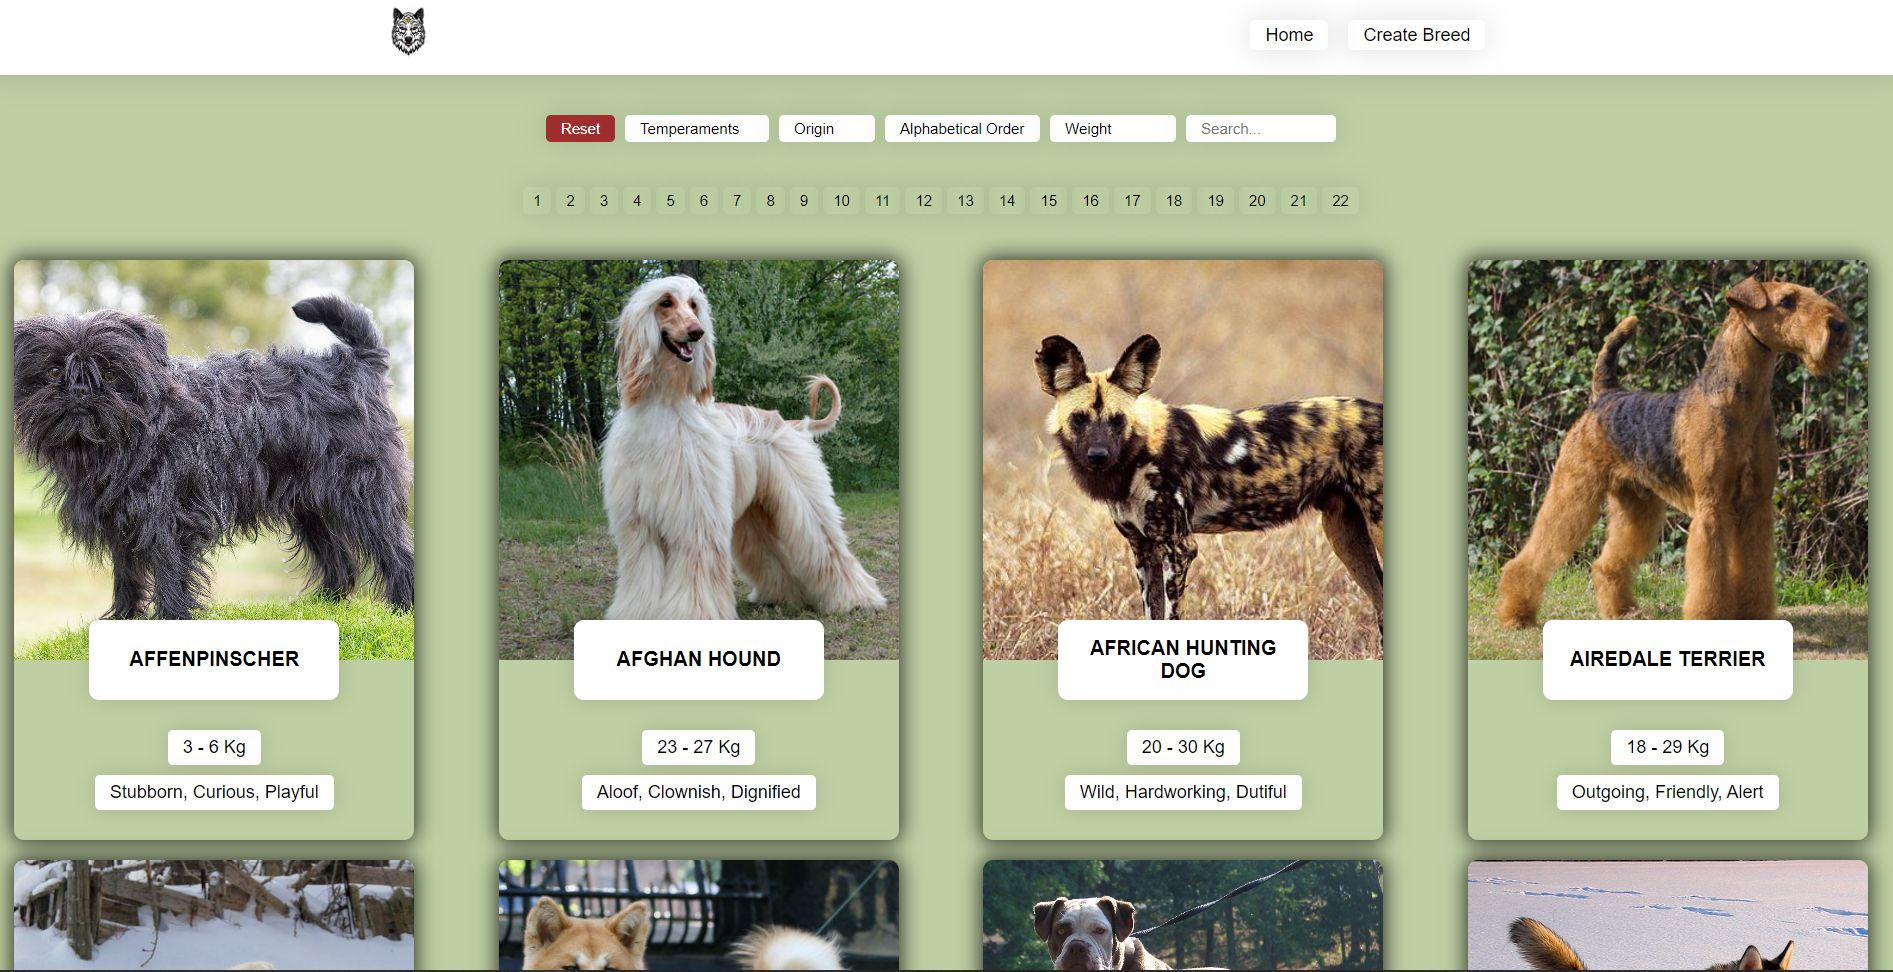 Home
Create Breed
Reset
Temperaments
Origin
Alphabetical Order
Weight
Search...
1 2 3 4 5 6 7 8 9 10 11 12 13 14 15 16 17 18 19 20 21 22
AFFENPINSCHER
3 - 6 Kg
Stubborn, Curious, Playful
AFGHAN HOUND
23 - 27 Kg
Aloof, Clownish, Dignified
AFRICAN HUNTING
DOG
20 - 30 Kg
Wild, Hardworking, Dutiful
AIREDALE TERRIER
18 - 29 Kg
Outgoing, Friendly, Alert